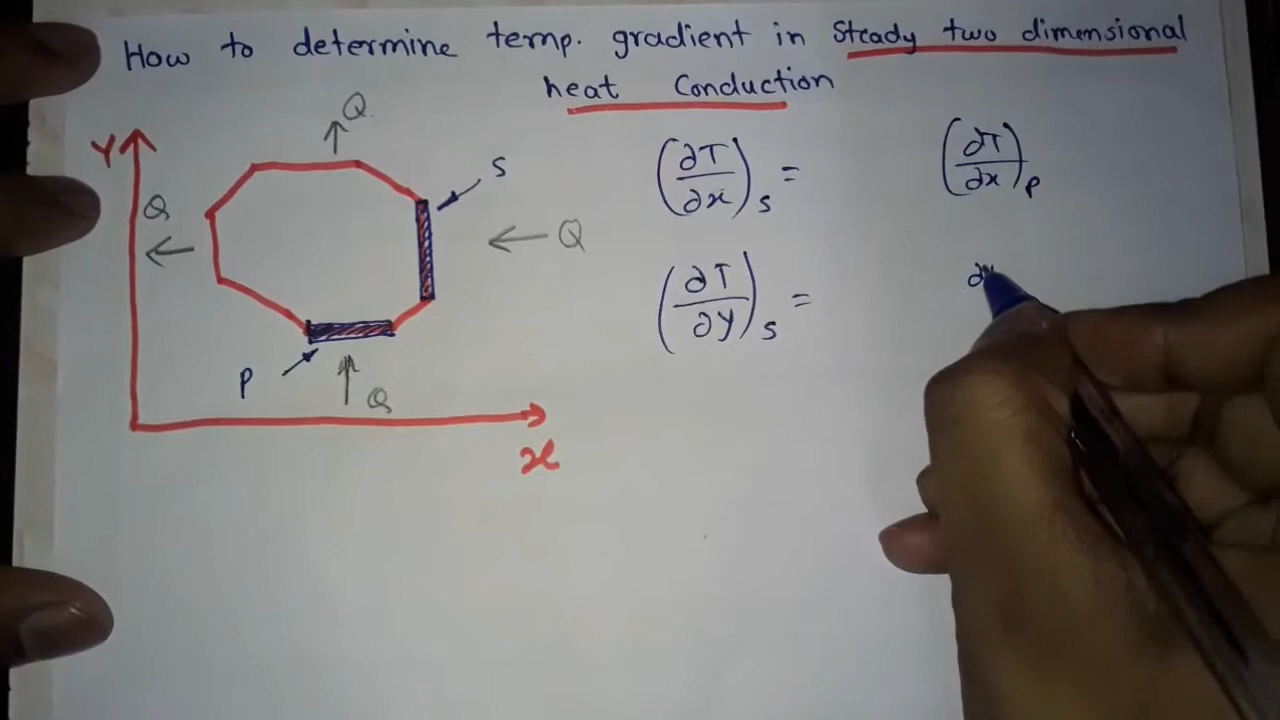 How to determine temp. gradient in Steady two dimensional
heat Conduction
Y
Q
S
Q
Q
P
Q
x
(∂T/∂x)s =
(∂T/∂x)p
(∂T/∂y)s =